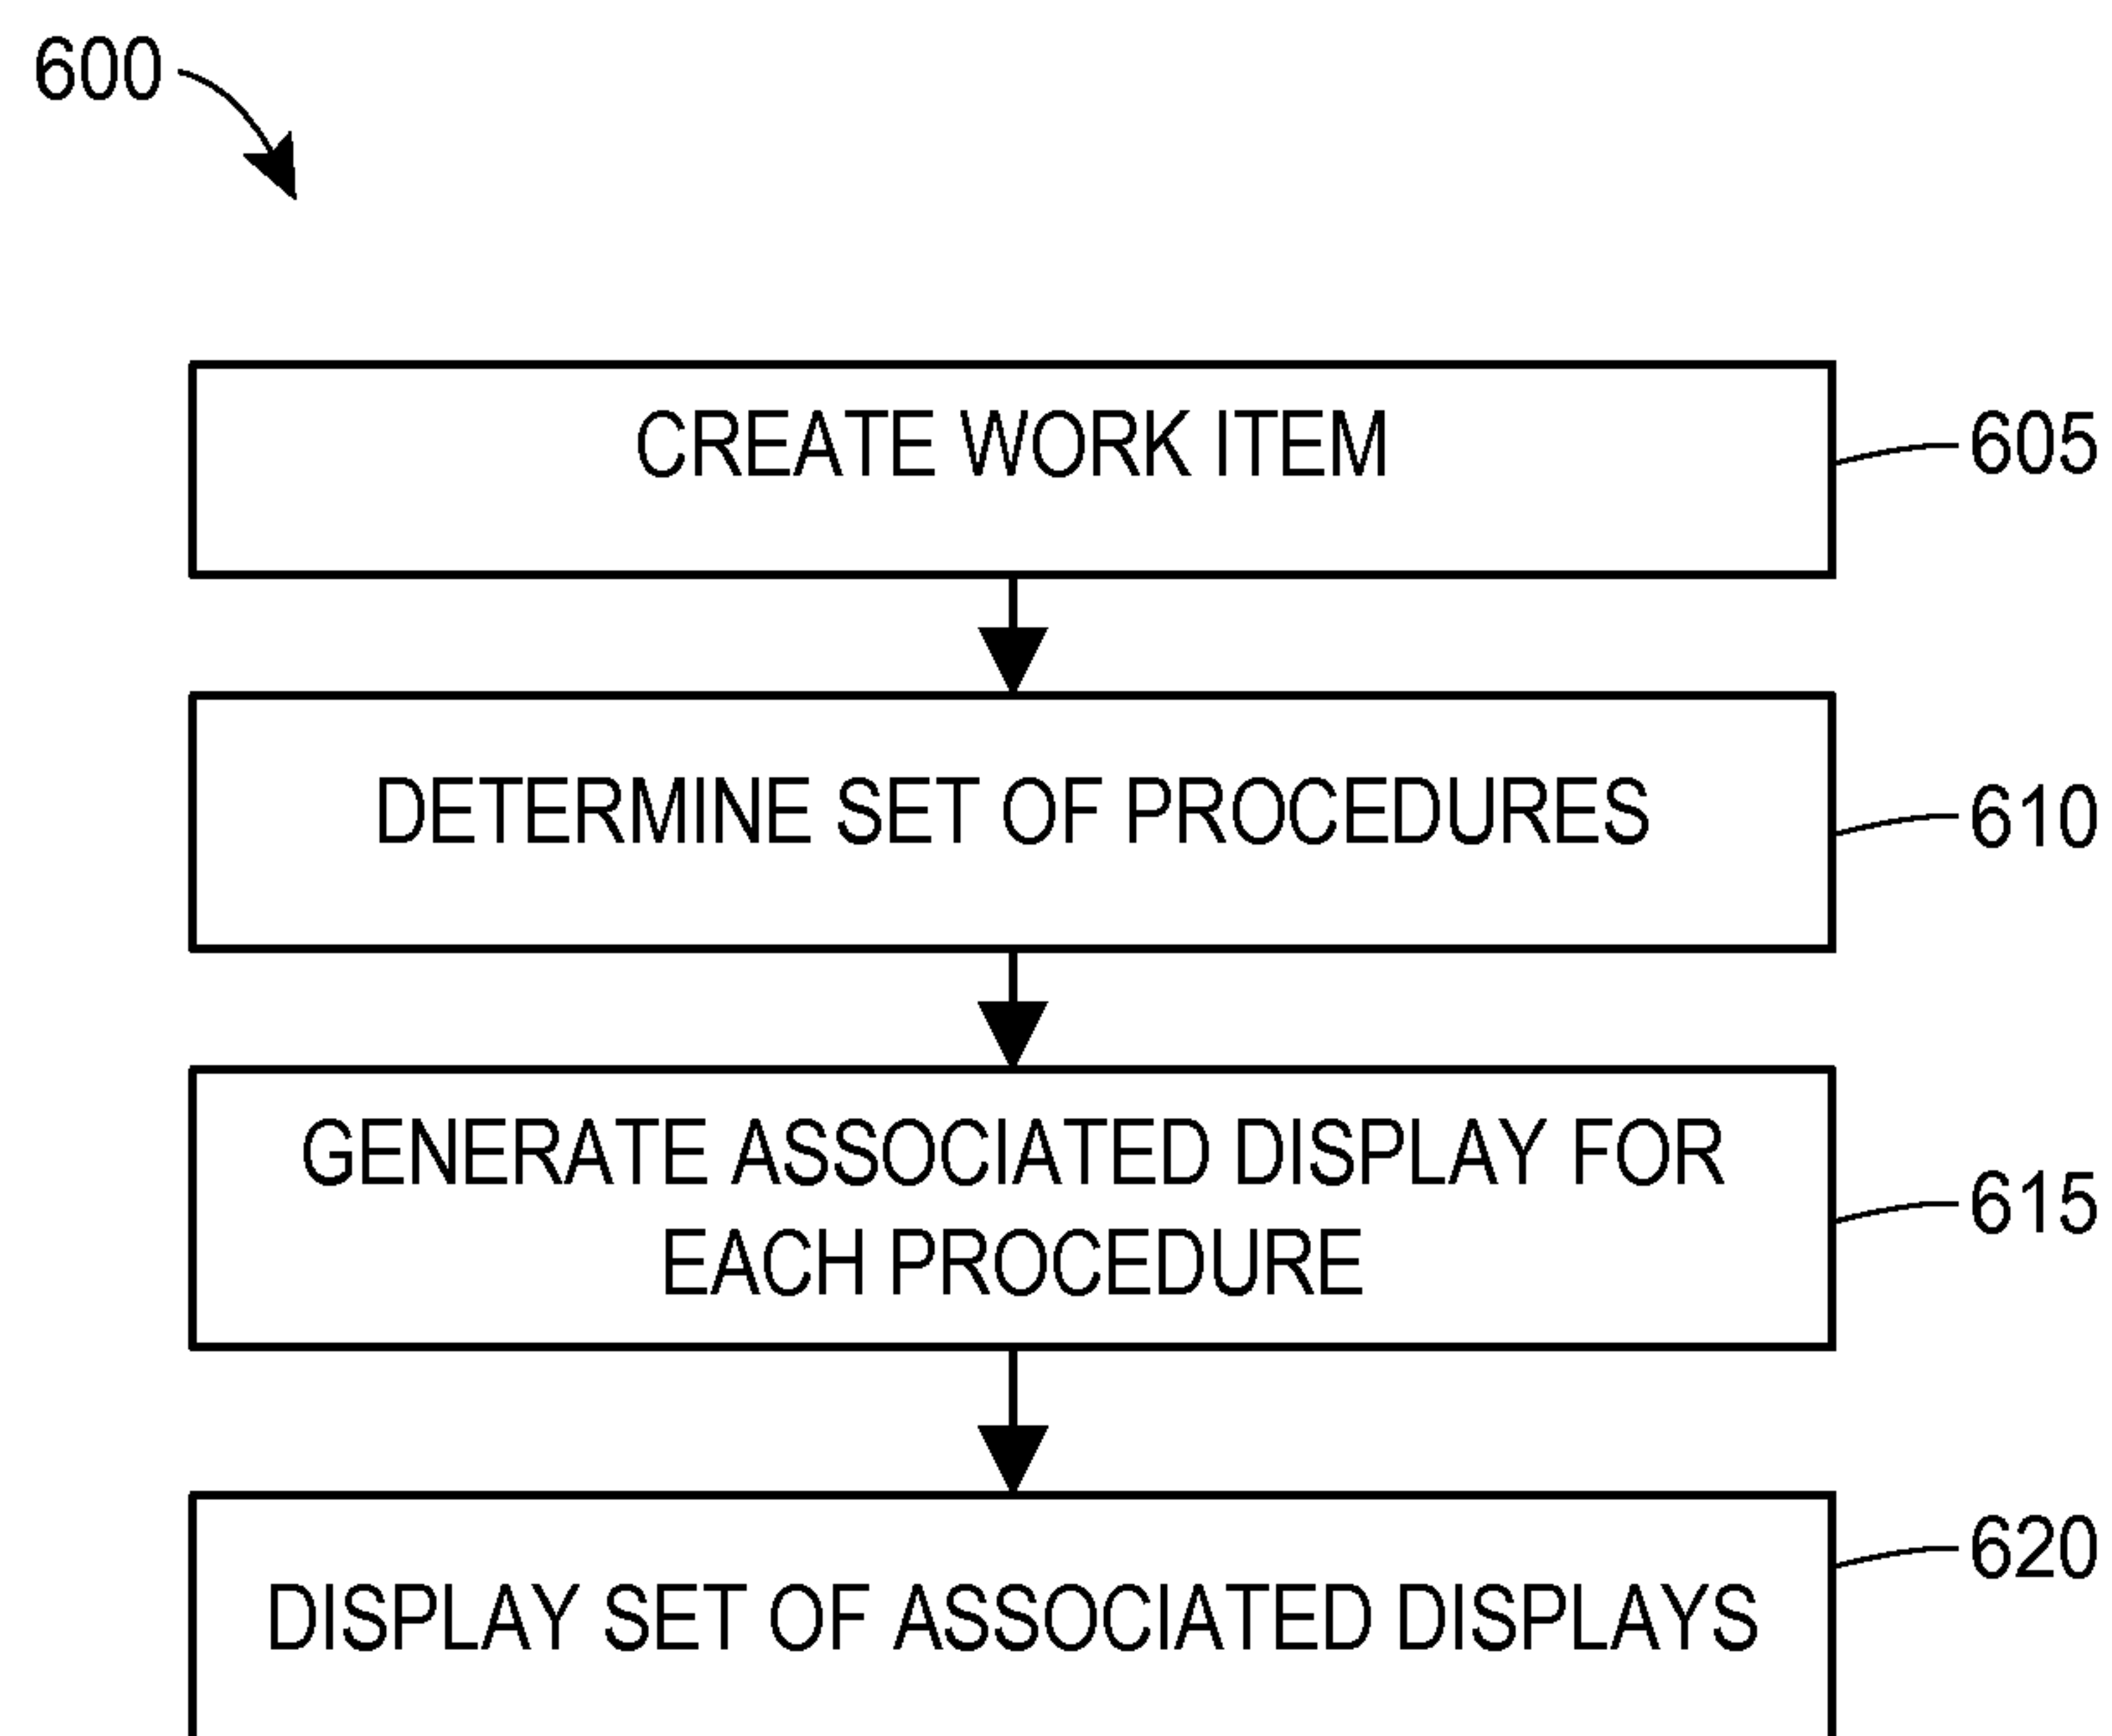 600
CREATE WORK ITEM
605
DETERMINE SET OF PROCEDURES
610
GENERATE ASSOCIATED DISPLAY FOR
EACH PROCEDURE
615
620
DISPLAY SET OF ASSOCIATED DISPLAYS